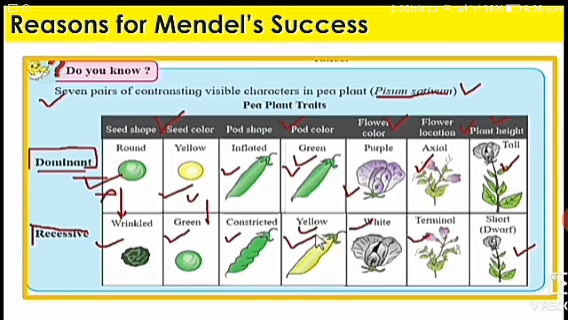 Reasons for Mendel's Success
Do you know ?
Seven pairs of contransting visible characters in pea plant (Pisum sativum)
Pea Plant Traits
Seed shape Seed color Pod shape Pod color Flower color Flower location Plant height
Dominant Round Yellow Inflated Green Purple Axial Tall
Recessive Wrinkled Green Constricted Yellow White Terminal Short (Dwarf)